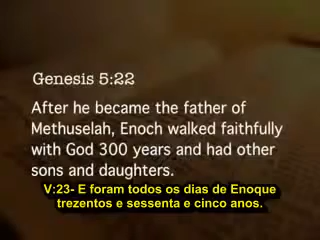 Genesis 5:22
After he became the father of
Methuselah, Enoch walked faithfully
with God 300 years and had other
sons and daughters.
V:23- E foram todos os dias de Enoque
trezentos e sessenta e cinco anos.